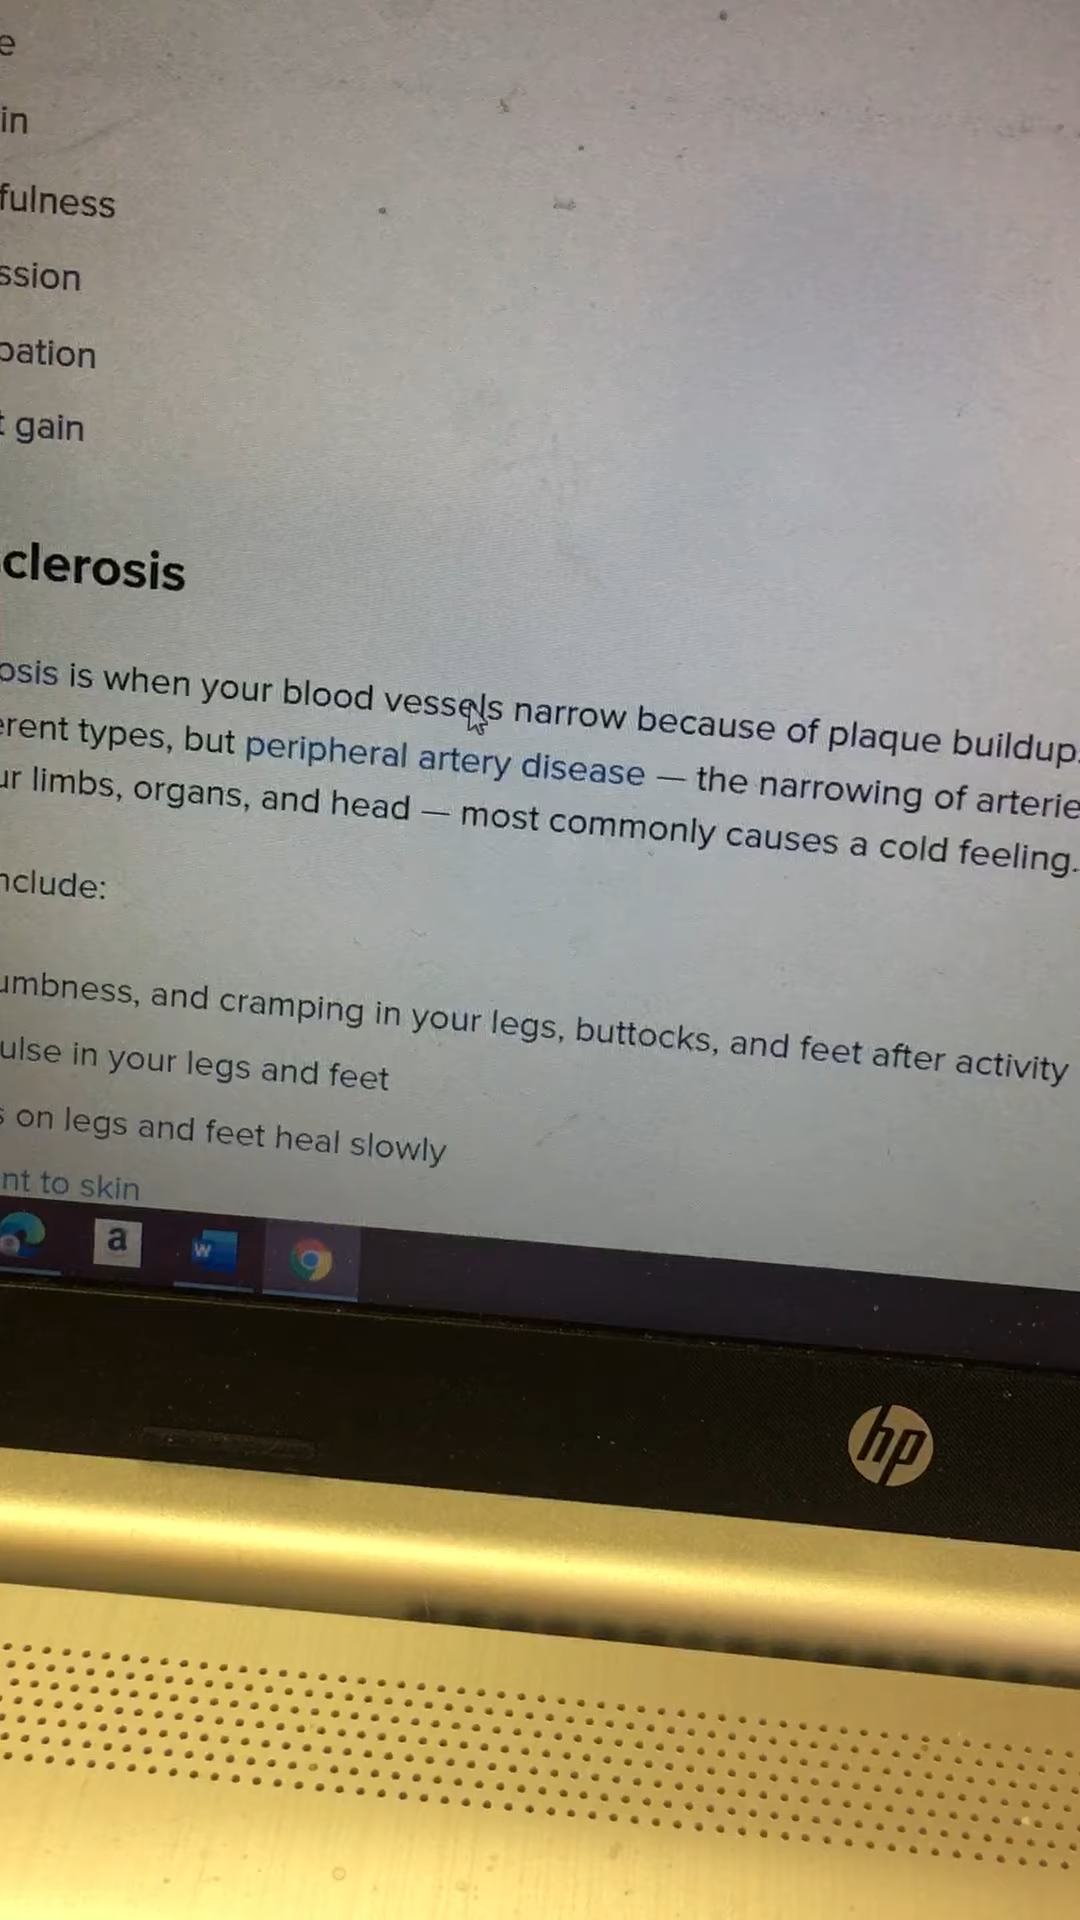 e
in
fulness
ssion
pation
t gain
clerosis
osis is when your blood vessels narrow because of plaque buildup.
erent types, but peripheral artery disease — the narrowing of arterie
ur limbs, organs, and head — most commonly causes a cold feeling.
nclude:
umbness, and cramping in your legs, buttocks, and feet after activity
ulse in your legs and feet
s on legs and feet heal slowly
nt to skin
a
W
hp